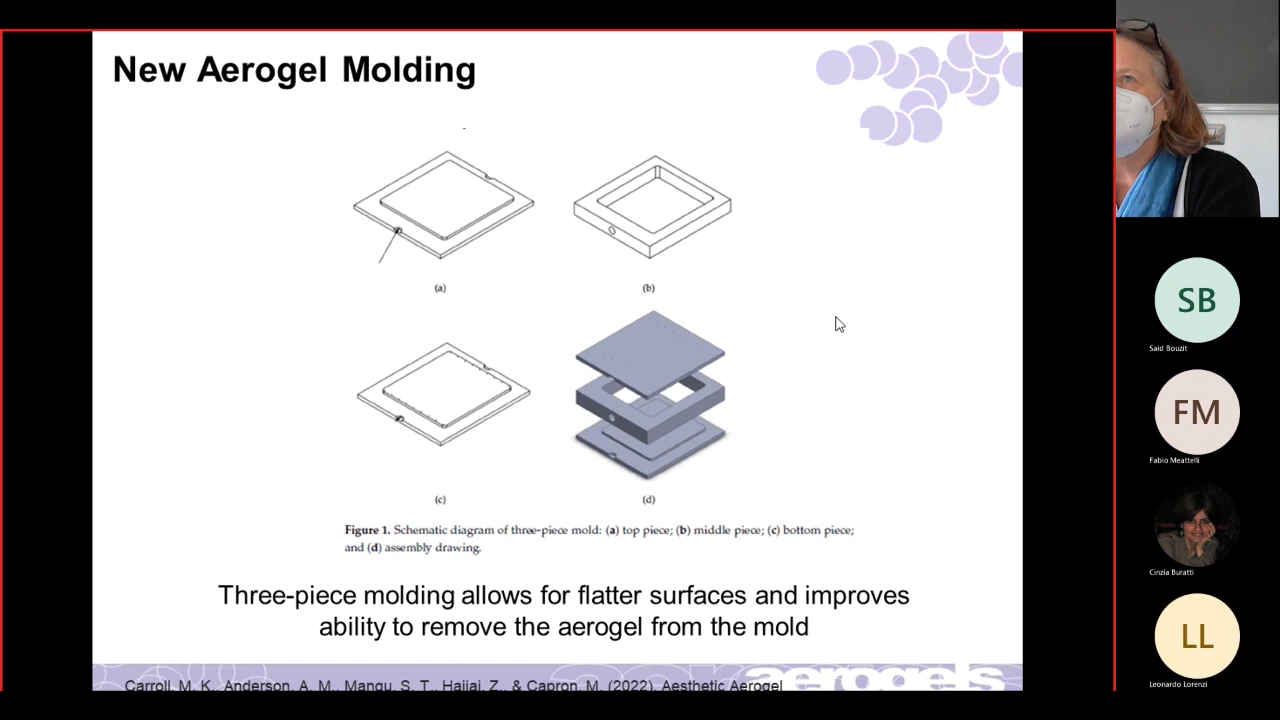 New Aerogel Molding
(a)
(b)
(c)
(d)
Figure 1. Schematic diagram of three-piece mold: (a) top piece; (b) middle piece; (c) bottom piece;
and (d) assembly drawing.
Three-piece molding allows for flatter surfaces and improves
ability to remove the aerogel from the mold
aerogels
Carroll, M. K., Anderson, A. M., Mangu, S. T., Hajjaj, Z., & Capron, M. (2022). Aesthetic Aerogel
SB
Said Bouzit
FM
Fabio Meattelli
Cinzia Buratti
LL
Leonardo Lorenzi